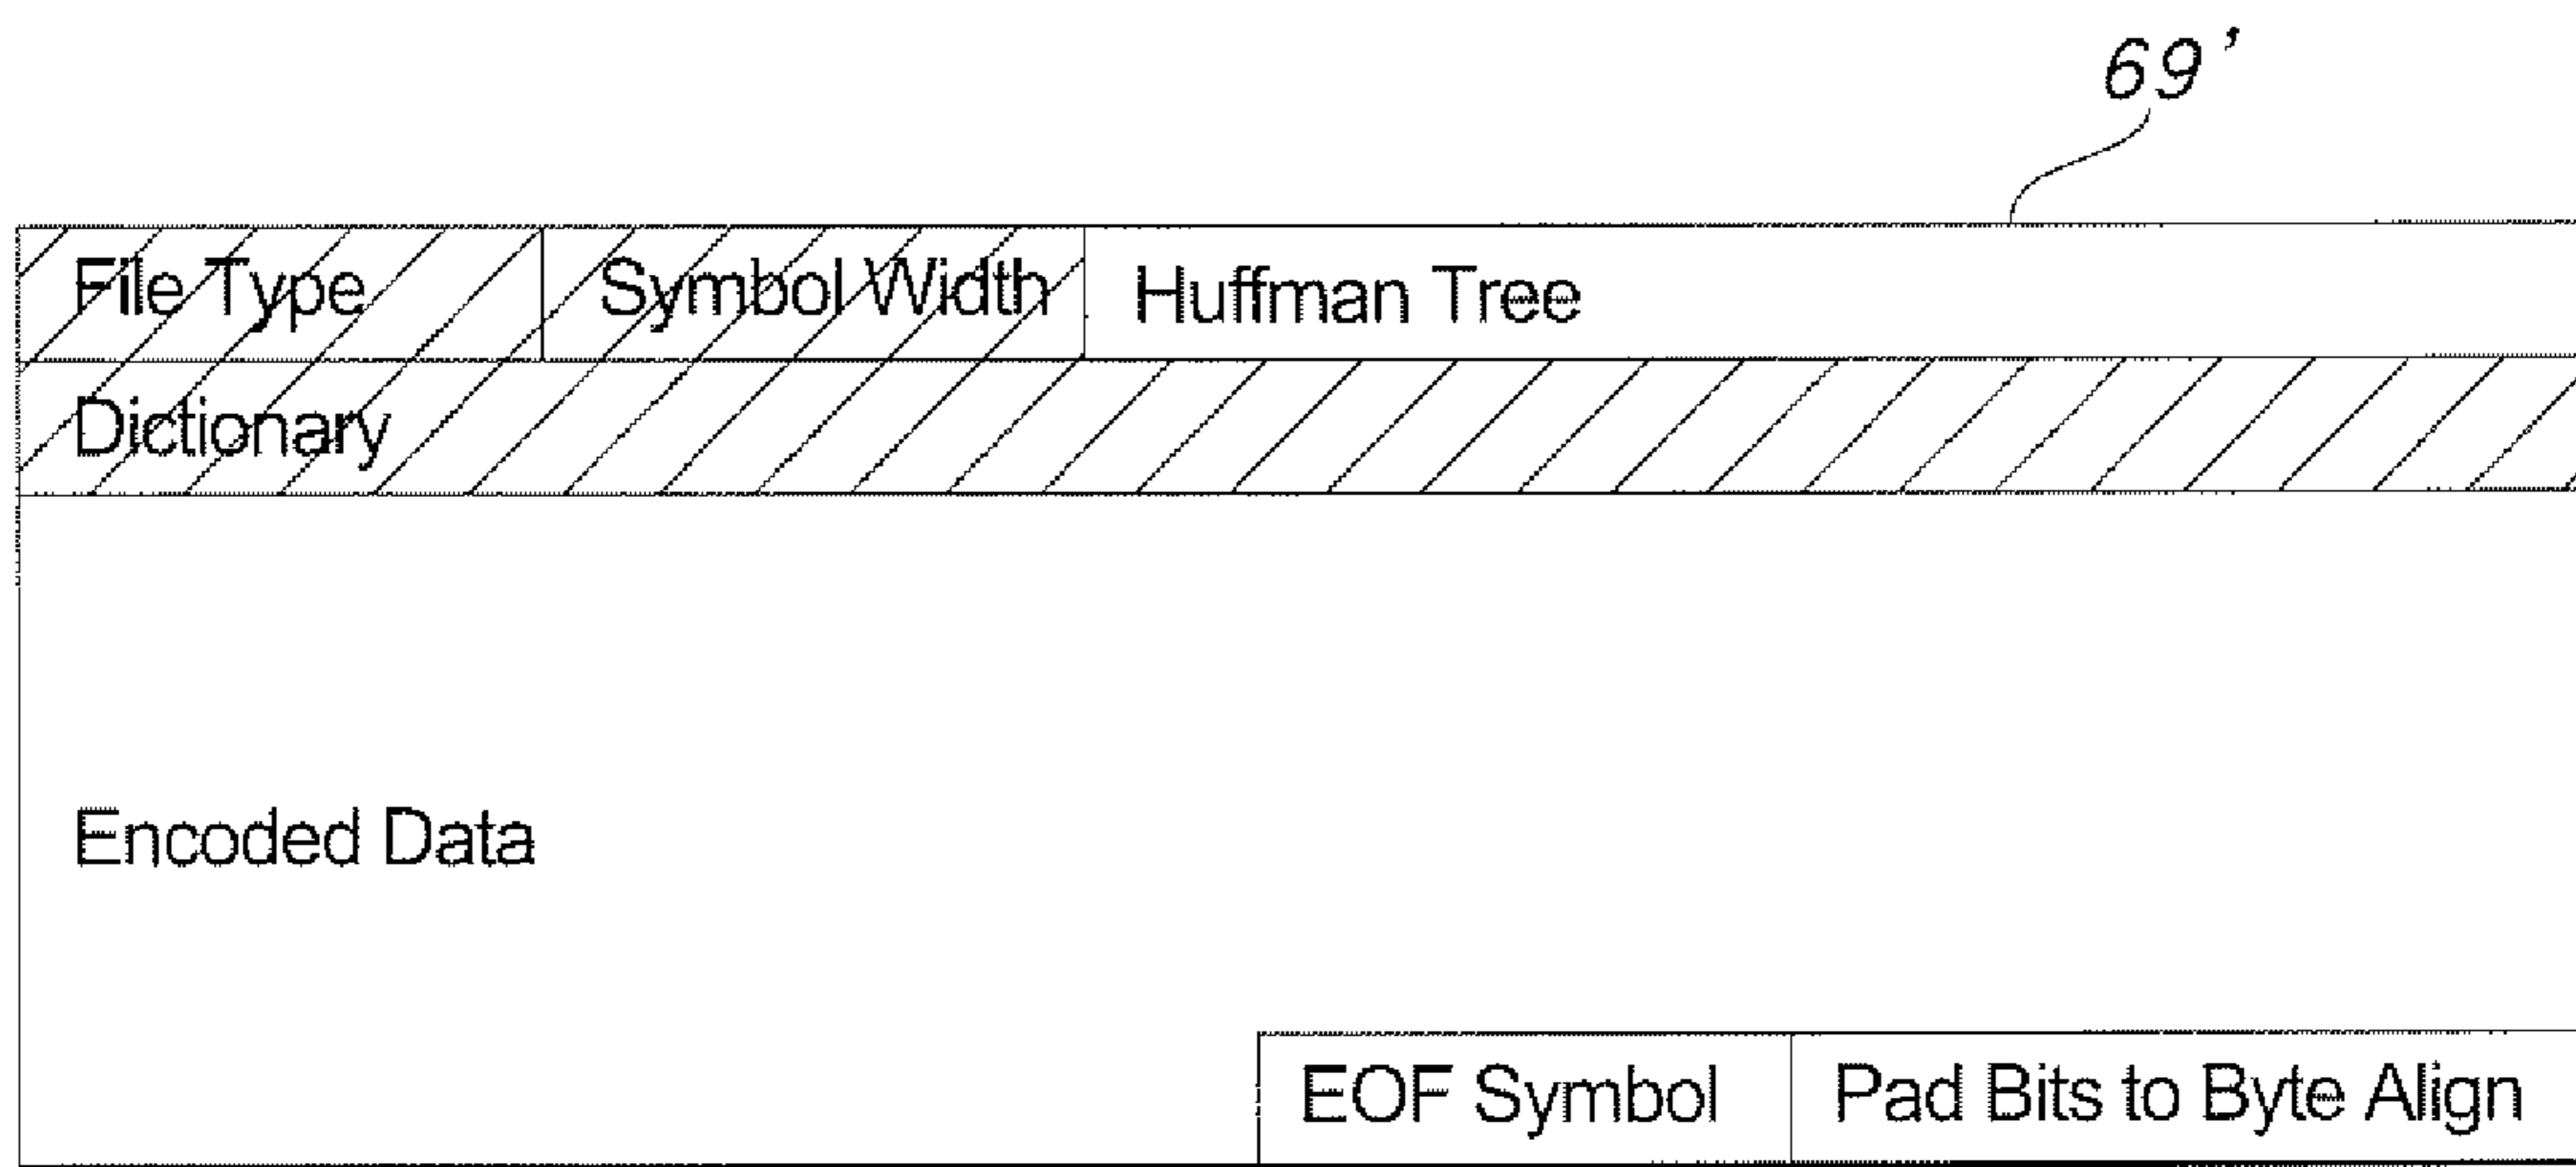 69'
File Type Symbol Width Huffman Tree
Dictionary
Encoded Data
EOF Symbol Pad Bits to Byte Align